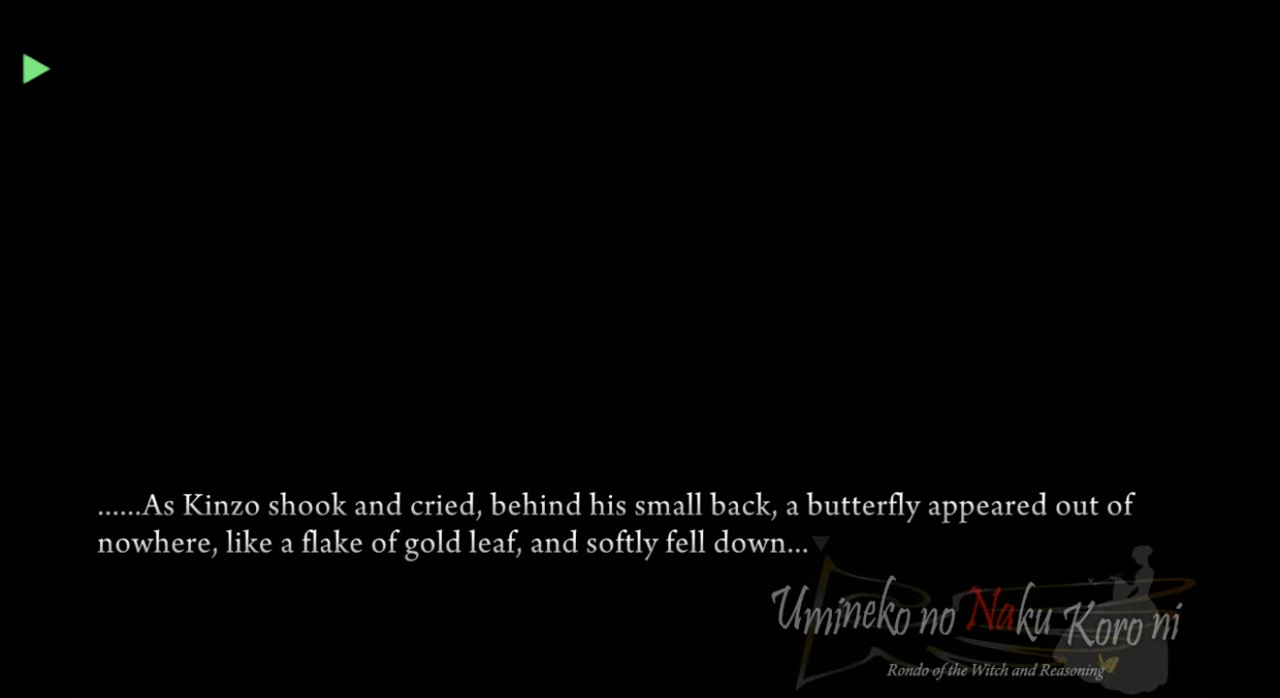 ......As Kinzo shook and cried, behind his small back, a butterfly appeared out of
nowhere, like a flake of gold leaf, and softly fell down...
Umineko no Naku Koro ni
Rondo of the Witch and Reasoning